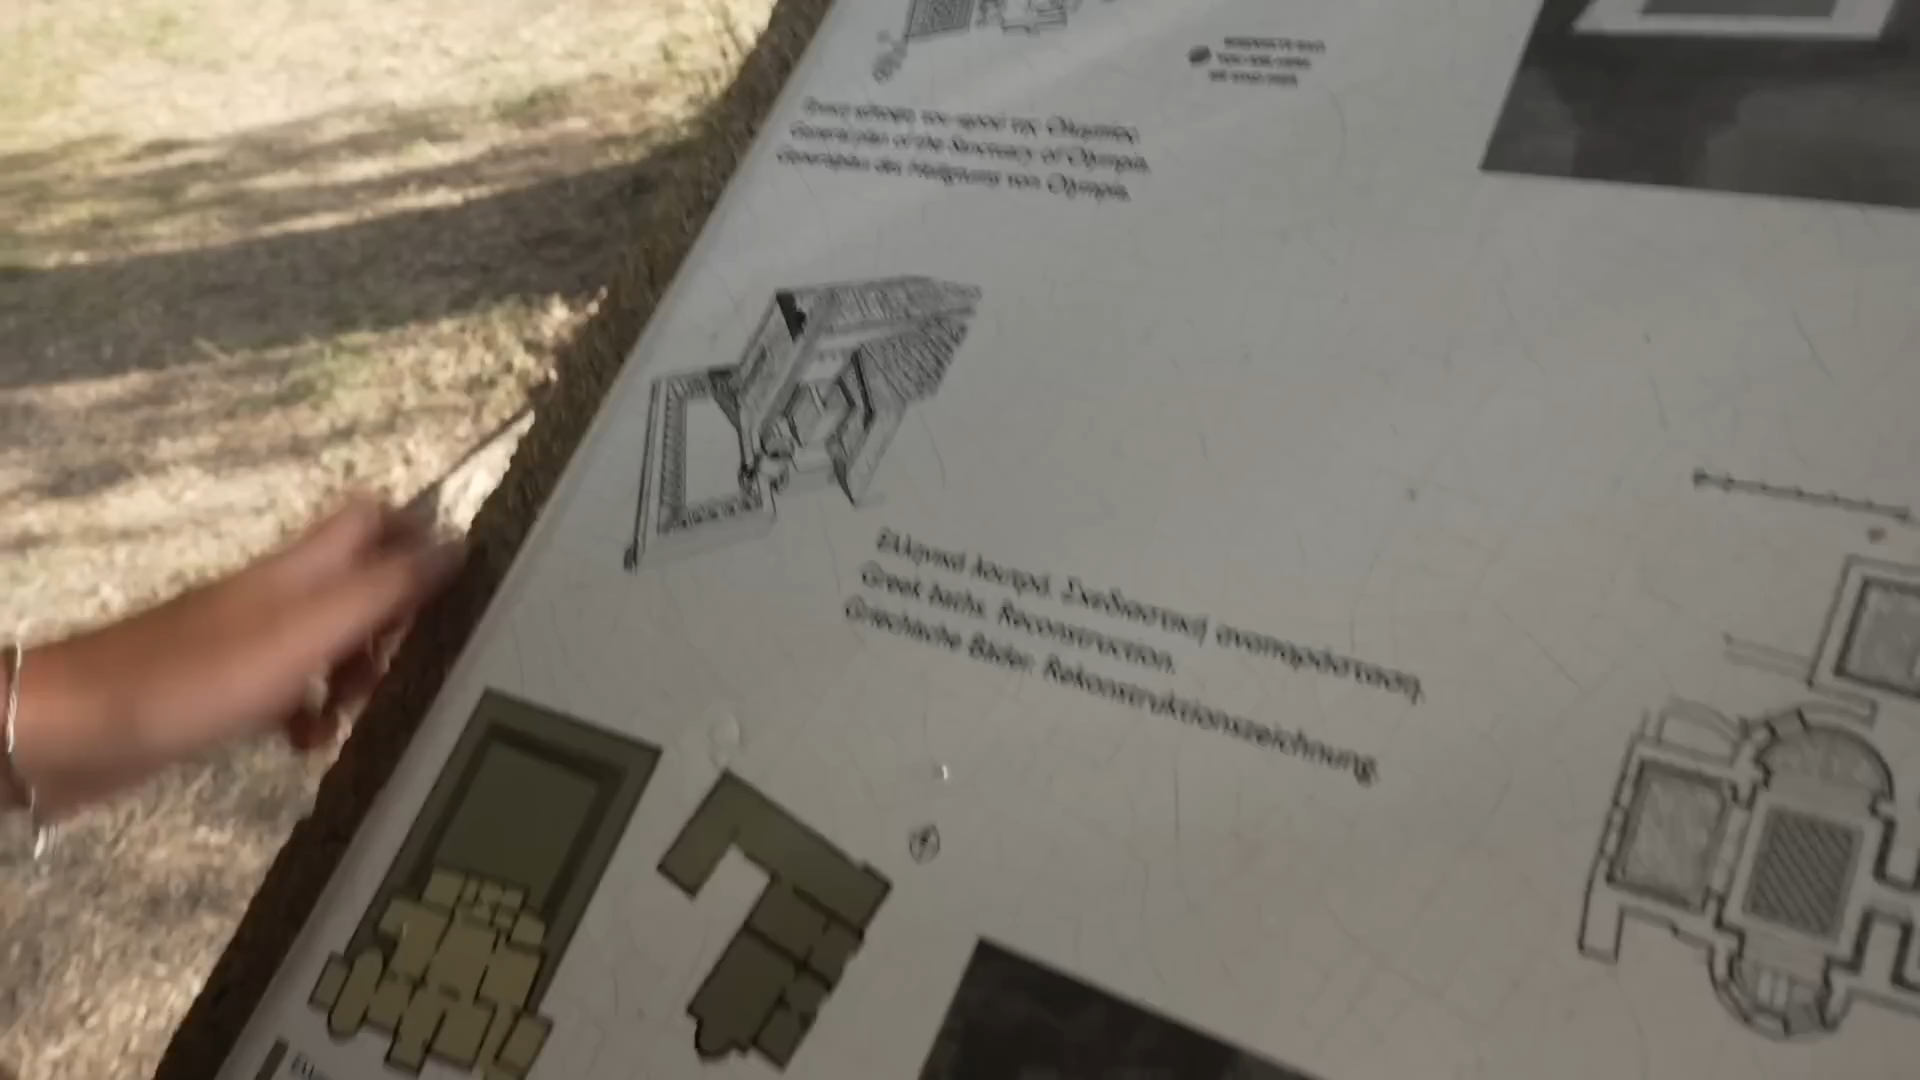 Γενική κάτοψη του ιερού της Ολυμπίας.
General plan of the Sanctuary of Olympia.
Generalplan des Heiligtums von Olympia.
Ελληνικά λουτρά. Σχεδιαστική αναπαράσταση.
Greek baths. Reconstruction.
Griechische Bäder. Rekonstruktionszeichnung.